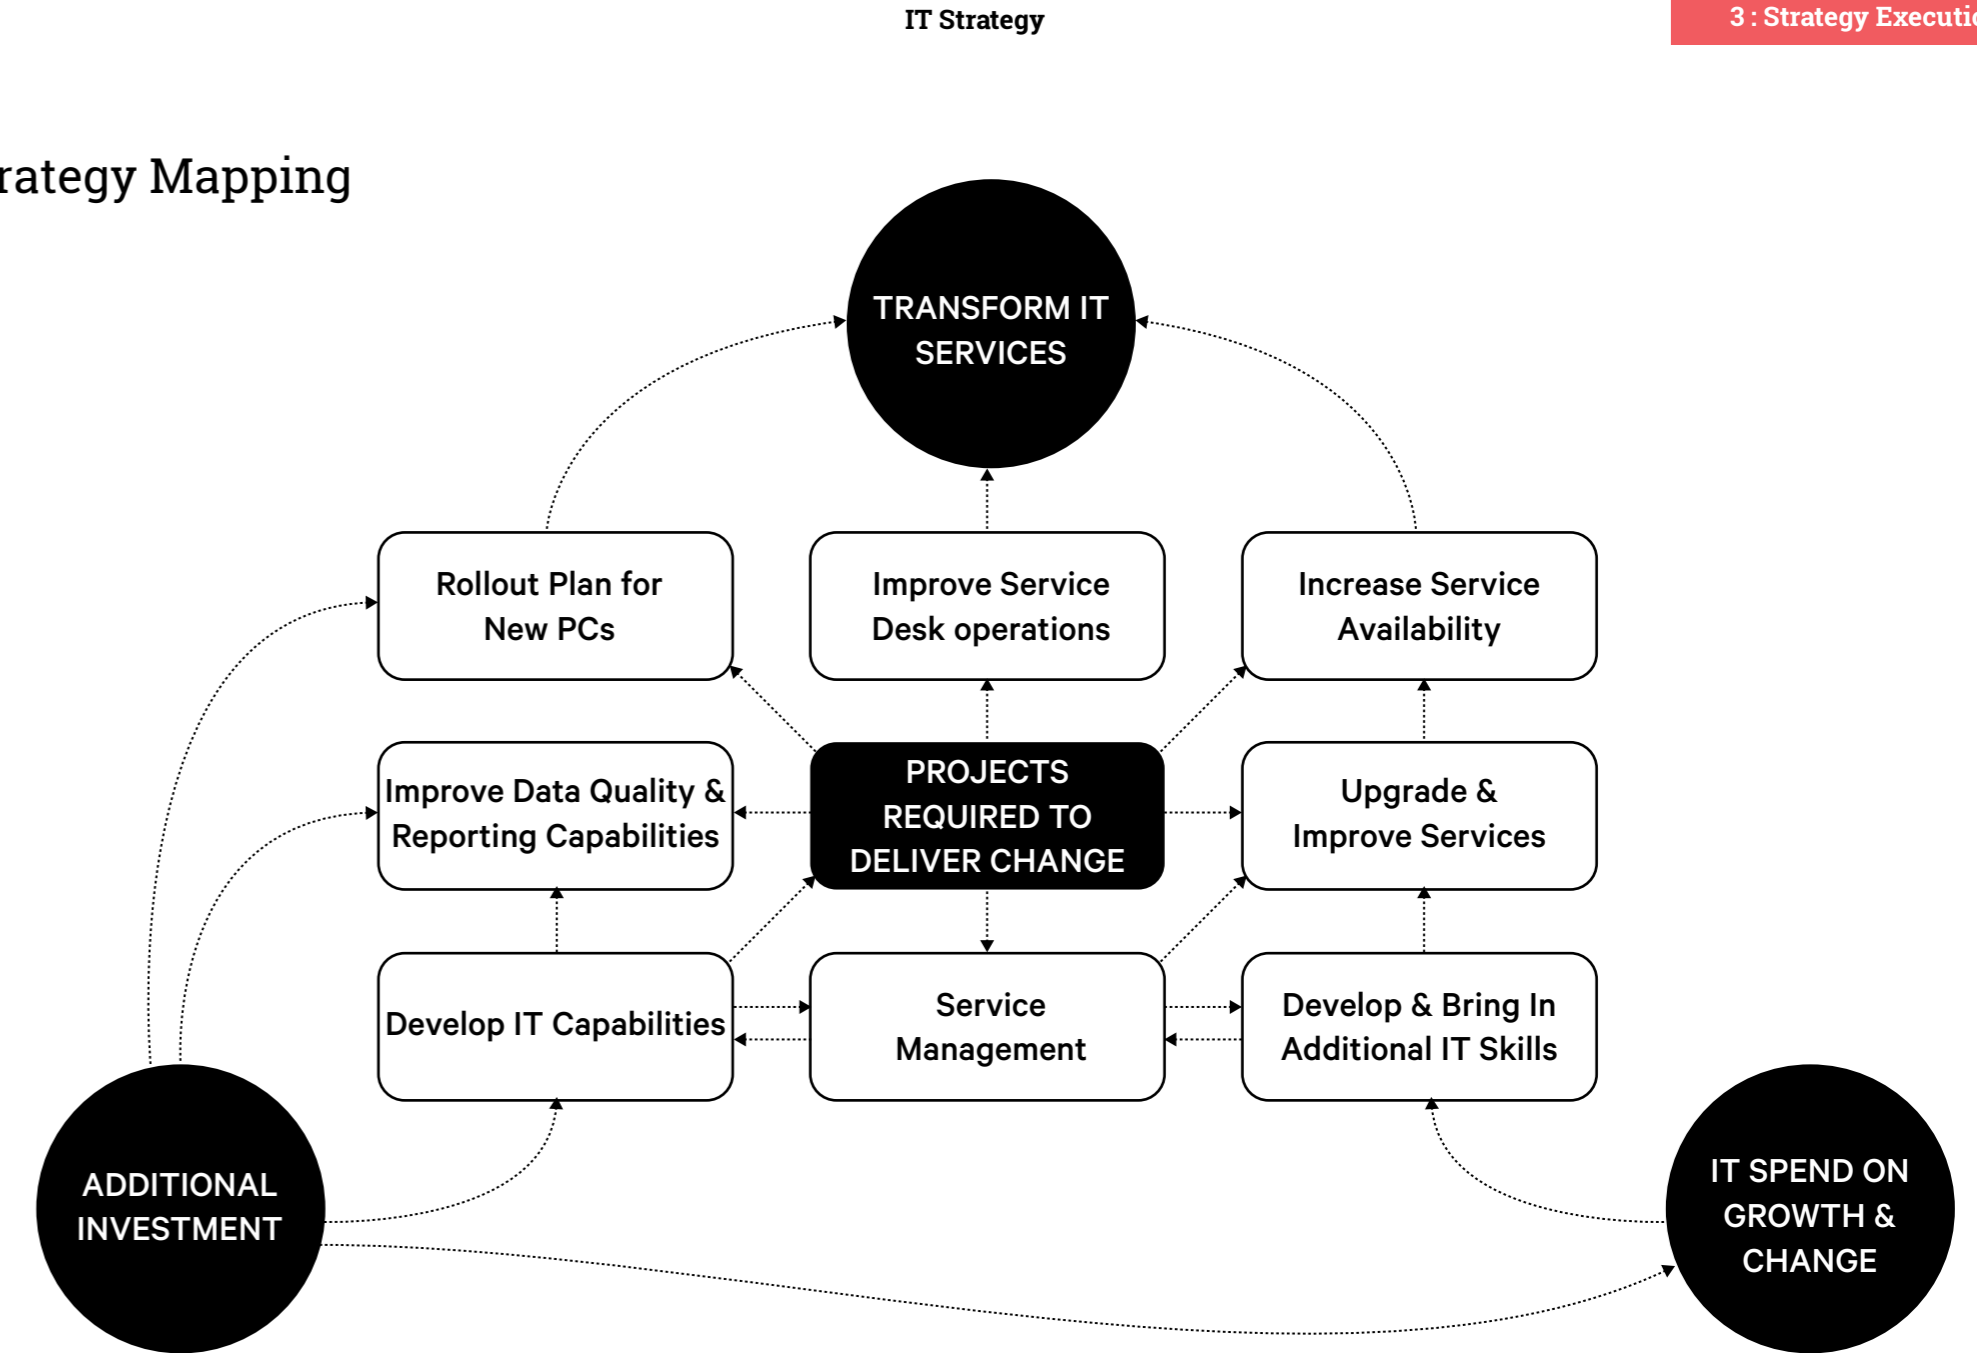 IT Strategy
3 : Strategy Executio
rategy Mapping
TRANSFORM IT
SERVICES
Rollout Plan for
New PCs
Improve Service
Desk operations
Increase Service
Availability
Improve Data Quality &
Reporting Capabilities
PROJECTS
REQUIRED TO
DELIVER CHANGE
Upgrade &
Improve Services
Develop IT Capabilities
Service
Management
Develop & Bring In
Additional IT Skills
ADDITIONAL
INVESTMENT
IT SPEND ON
GROWTH &
CHANGE